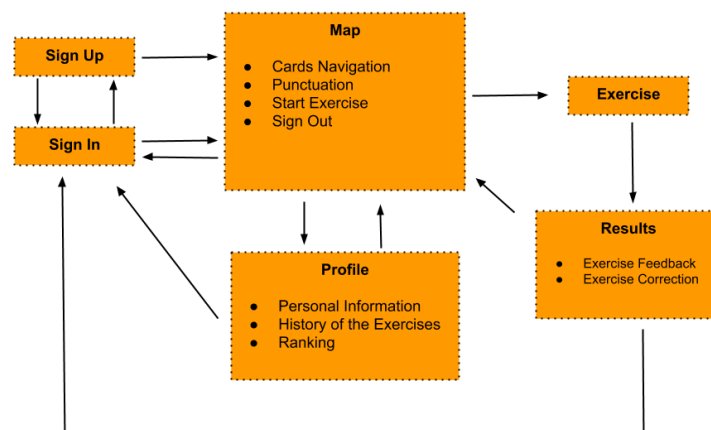 Sign Up
Sign In
Map
● Cards Navigation
● Punctuation
● Start Exercise
● Sign Out
Exercise
Profile
● Personal Information
● History of the Exercises
● Ranking
Results
● Exercise Feedback
● Exercise Correction